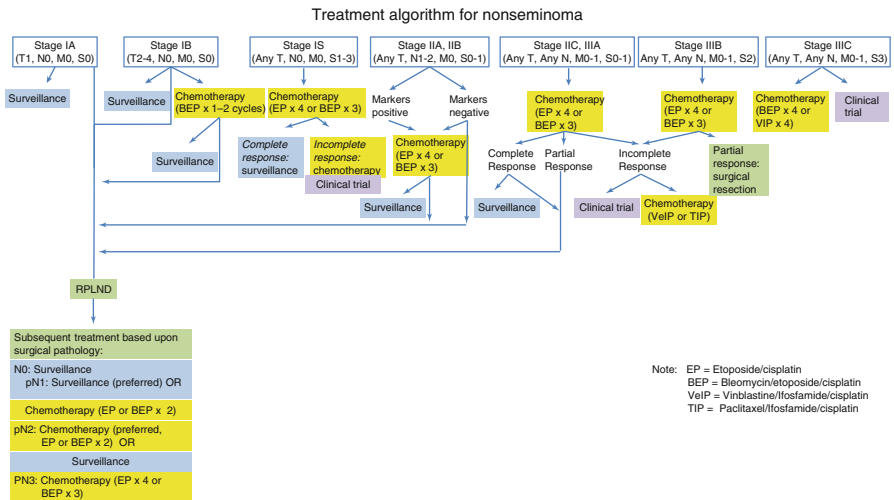 Treatment algorithm for nonseminoma
Stage IA
(T1, N0, M0, S0)
Stage IB
(T2-4, N0, M0, S0)
Stage IS
(Any T, N0, M0, S1-3)
Stage IIA, IIB
(Any T, N1-2, M0, S0-1)
Stage IIC, IIIA
(Any T, Any N, M0-1, S0-1)
Stage IIIB
(Any T, Any N, M0-1, S2)
Stage IIIC
(Any T, Any N, M0-1, S3)
Surveillance
Surveillance
Chemotherapy
(BEP x 1–2 cycles)
Surveillance
Chemotherapy
(EP x 4 or BEP x 3)
Complete
response:
surveillance
Incomplete
response:
chemotherapy
Clinical trial
Markers
positive
Markers
negative
Chemotherapy
(EP x 4 or
BEP x 3)
Surveillance
Chemotherapy
(EP x 4 or
BEP x 3)
Complete
Response
Partial
Response
Incomplete
Response
Surveillance
Clinical trial
Chemotherapy
(VeIP or TIP)
Chemotherapy
(EP x 4 or
BEP x 3)
Partial
response:
surgical
resection
Chemotherapy
(BEP x 4 or
VIP x 4)
Clinical
trial
RPLND
Subsequent treatment based upon
surgical pathology:
N0: Surveillance
pN1: Surveillance (preferred) OR
Chemotherapy (EP or BEP x 2)
pN2: Chemotherapy (preferred,
EP or BEP x 2) OR
Surveillance
PN3: Chemotherapy (EP x 4 or
BEP x 3)
Note: EP = Etoposide/cisplatin
BEP = Bleomycin/etoposide/cisplatin
VeIP = Vinblastine/Ifosfamide/cisplatin
TIP = Paclitaxel/Ifosfamide/cisplatin